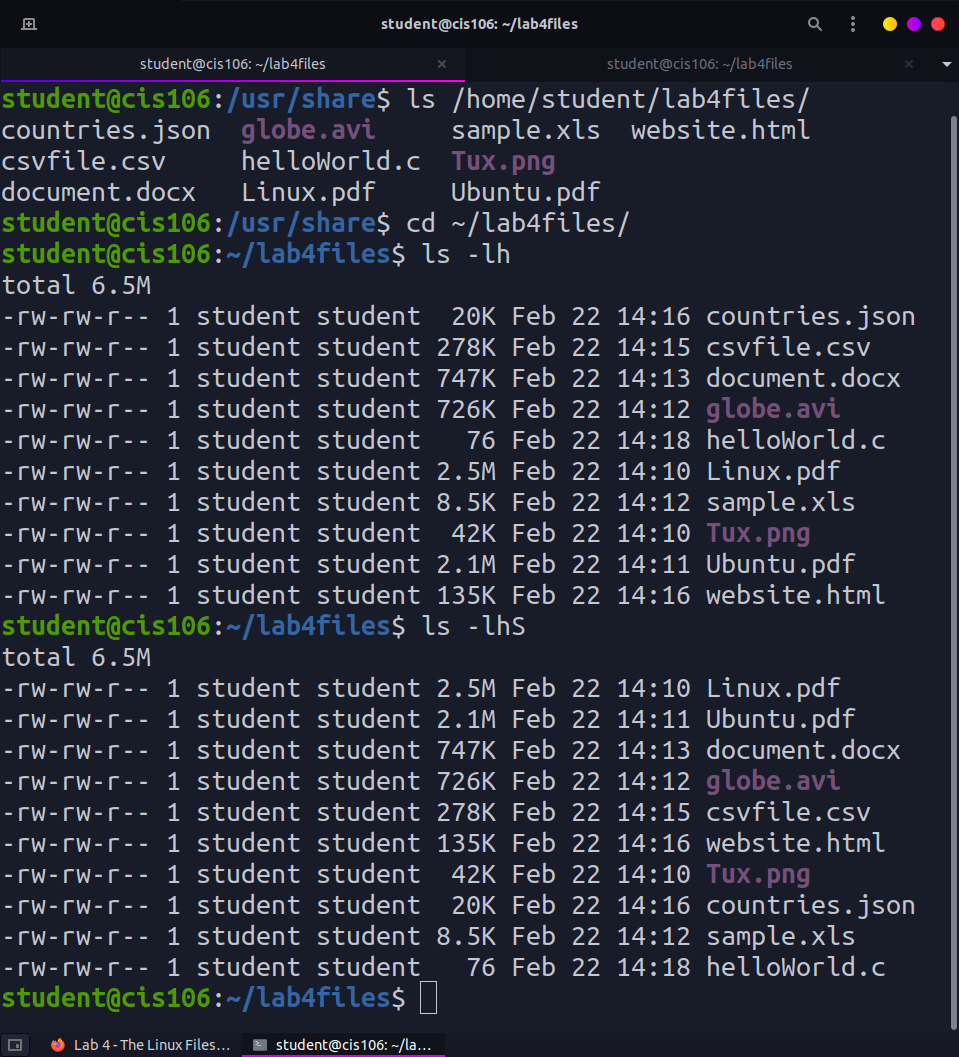 student@cis106: ~/lab4files
student@cis106: ~/lab4files × student@cis106: ~/lab4files ×
student@cis106:/usr/share$ ls /home/student/lab4files/
countries.json  globe.avi     sample.xls  website.html
csvfile.csv     helloWorld.c  Tux.png
document.docx   Linux.pdf     Ubuntu.pdf
student@cis106:/usr/share$ cd ~/lab4files/
student@cis106:~/lab4files$ ls -lh
total 6.5M
-rw-rw-r-- 1 student student  20K Feb 22 14:16 countries.json
-rw-rw-r-- 1 student student 278K Feb 22 14:15 csvfile.csv
-rw-rw-r-- 1 student student 747K Feb 22 14:13 document.docx
-rw-rw-r-- 1 student student 726K Feb 22 14:12 globe.avi
-rw-rw-r-- 1 student student   76 Feb 22 14:18 helloWorld.c
-rw-rw-r-- 1 student student 2.5M Feb 22 14:10 Linux.pdf
-rw-rw-r-- 1 student student 8.5K Feb 22 14:12 sample.xls
-rw-rw-r-- 1 student student  42K Feb 22 14:10 Tux.png
-rw-rw-r-- 1 student student 2.1M Feb 22 14:11 Ubuntu.pdf
-rw-rw-r-- 1 student student 135K Feb 22 14:16 website.html
student@cis106:~/lab4files$ ls -lhS
total 6.5M
-rw-rw-r-- 1 student student 2.5M Feb 22 14:10 Linux.pdf
-rw-rw-r-- 1 student student 2.1M Feb 22 14:11 Ubuntu.pdf
-rw-rw-r-- 1 student student 747K Feb 22 14:13 document.docx
-rw-rw-r-- 1 student student 726K Feb 22 14:12 globe.avi
-rw-rw-r-- 1 student student 278K Feb 22 14:15 csvfile.csv
-rw-rw-r-- 1 student student 135K Feb 22 14:16 website.html
-rw-rw-r-- 1 student student  42K Feb 22 14:10 Tux.png
-rw-rw-r-- 1 student student  20K Feb 22 14:16 countries.json
-rw-rw-r-- 1 student student 8.5K Feb 22 14:12 sample.xls
-rw-rw-r-- 1 student student   76 Feb 22 14:18 helloWorld.c
student@cis106:~/lab4files$
Lab 4 - The Linux Files... student@cis106: ~/la...